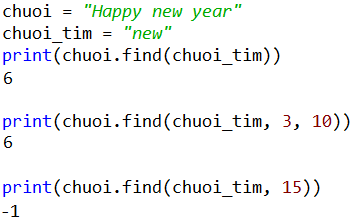 chuoi = "Happy new year"
chuoi_tim = "new"
print(chuoi.find(chuoi_tim))
6
print(chuoi.find(chuoi_tim, 3, 10))
6
print(chuoi.find(chuoi_tim, 15))
-1